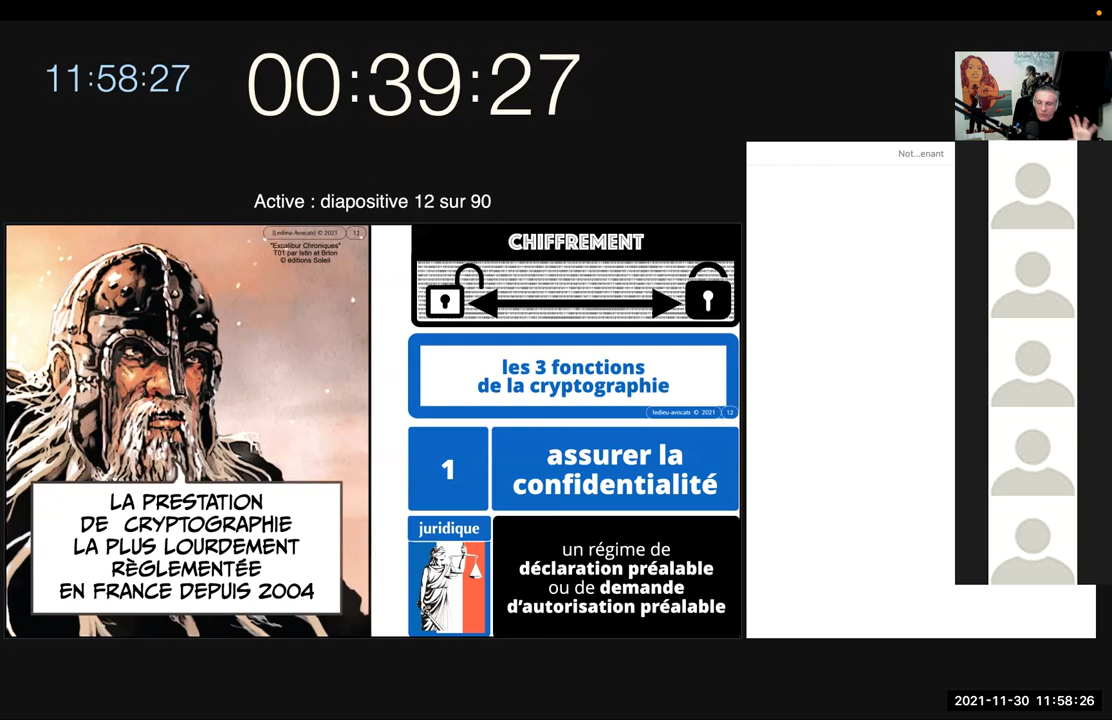 11:58:27
00:39:27
Not...enant
Active : diapositive 12 sur 90
(Ledieu-Avocats) © 2021 12
"Excalibur Chroniques"
T01 par Istin et Brion
© éditions Soleil
LA PRESTATION
DE CRYPTOGRAPHIE
LA PLUS LOURDEMENT
RÈGLEMENTÉE
EN FRANCE DEPUIS 2004
CHIFFREMENT
les 3 fonctions
de la cryptographie
ledieu-avocats © 2021 12
1
assurer la
confidentialité
juridique
un régime de
déclaration préalable
ou de demande
d'autorisation préalable
2021-11-30 11:58:26